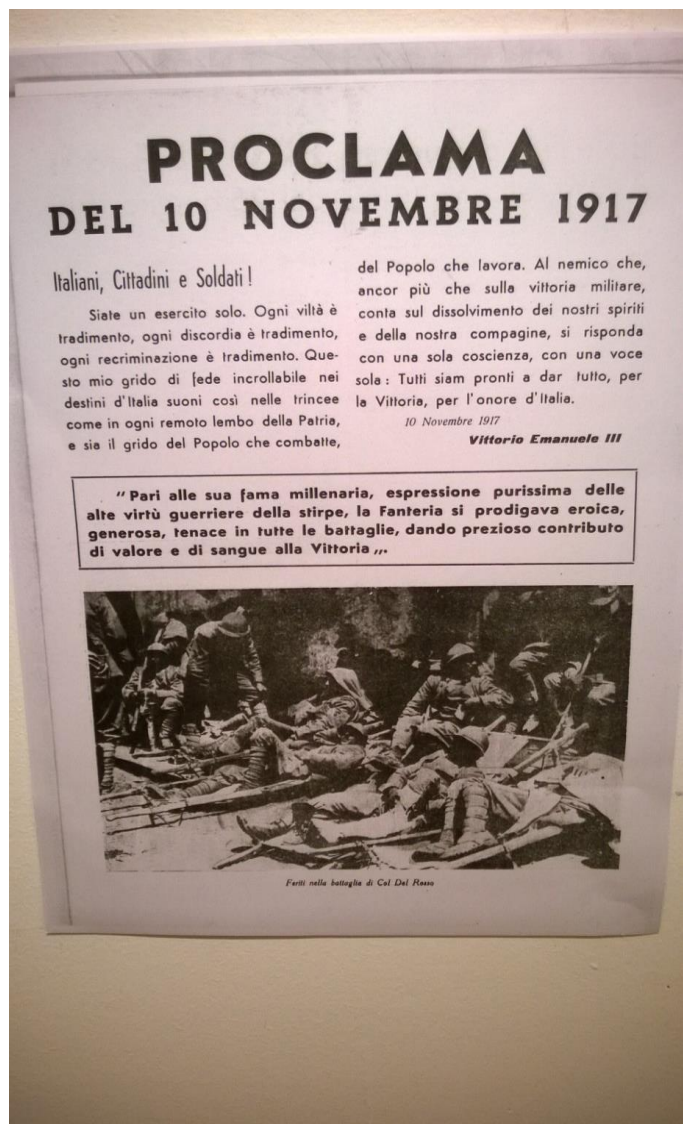 PROCLAMA
DEL 10 NOVEMBRE 1917
Italiani, Cittadini e Soldati!
Siate un esercito solo. Ogni viltà è
tradimento, ogni discordia è tradimento,
ogni recriminazione è tradimento. Que-
sto mio grido di fede incrollabile nei
destini d'Italia suoni così nelle trincee
come in ogni remoto lembo della Patria,
e sia il grido del Popolo che combatte,
del Popolo che lavora. Al nemico che,
ancor più che sulla vittoria militare,
conta sul dissolvimento dei nostri spiriti
e della nostra compagine, si risponda
con una sola coscienza, con una voce
sola: Tutti siam pronti a dar tutto, per
la Vittoria, per l'onore d'Italia.
10 Novembre 1917
Vittorio Emanuele III
"Pari alle sua fama millenaria, espressione purissima delle
alte virtù guerriere della stirpe, la Fanteria si prodigava eroica,
generosa, tenace in tutte le battaglie, dando prezioso contributo
di valore e di sangue alla Vittoria „.
Feriti nella battaglia di Col Del Rosso